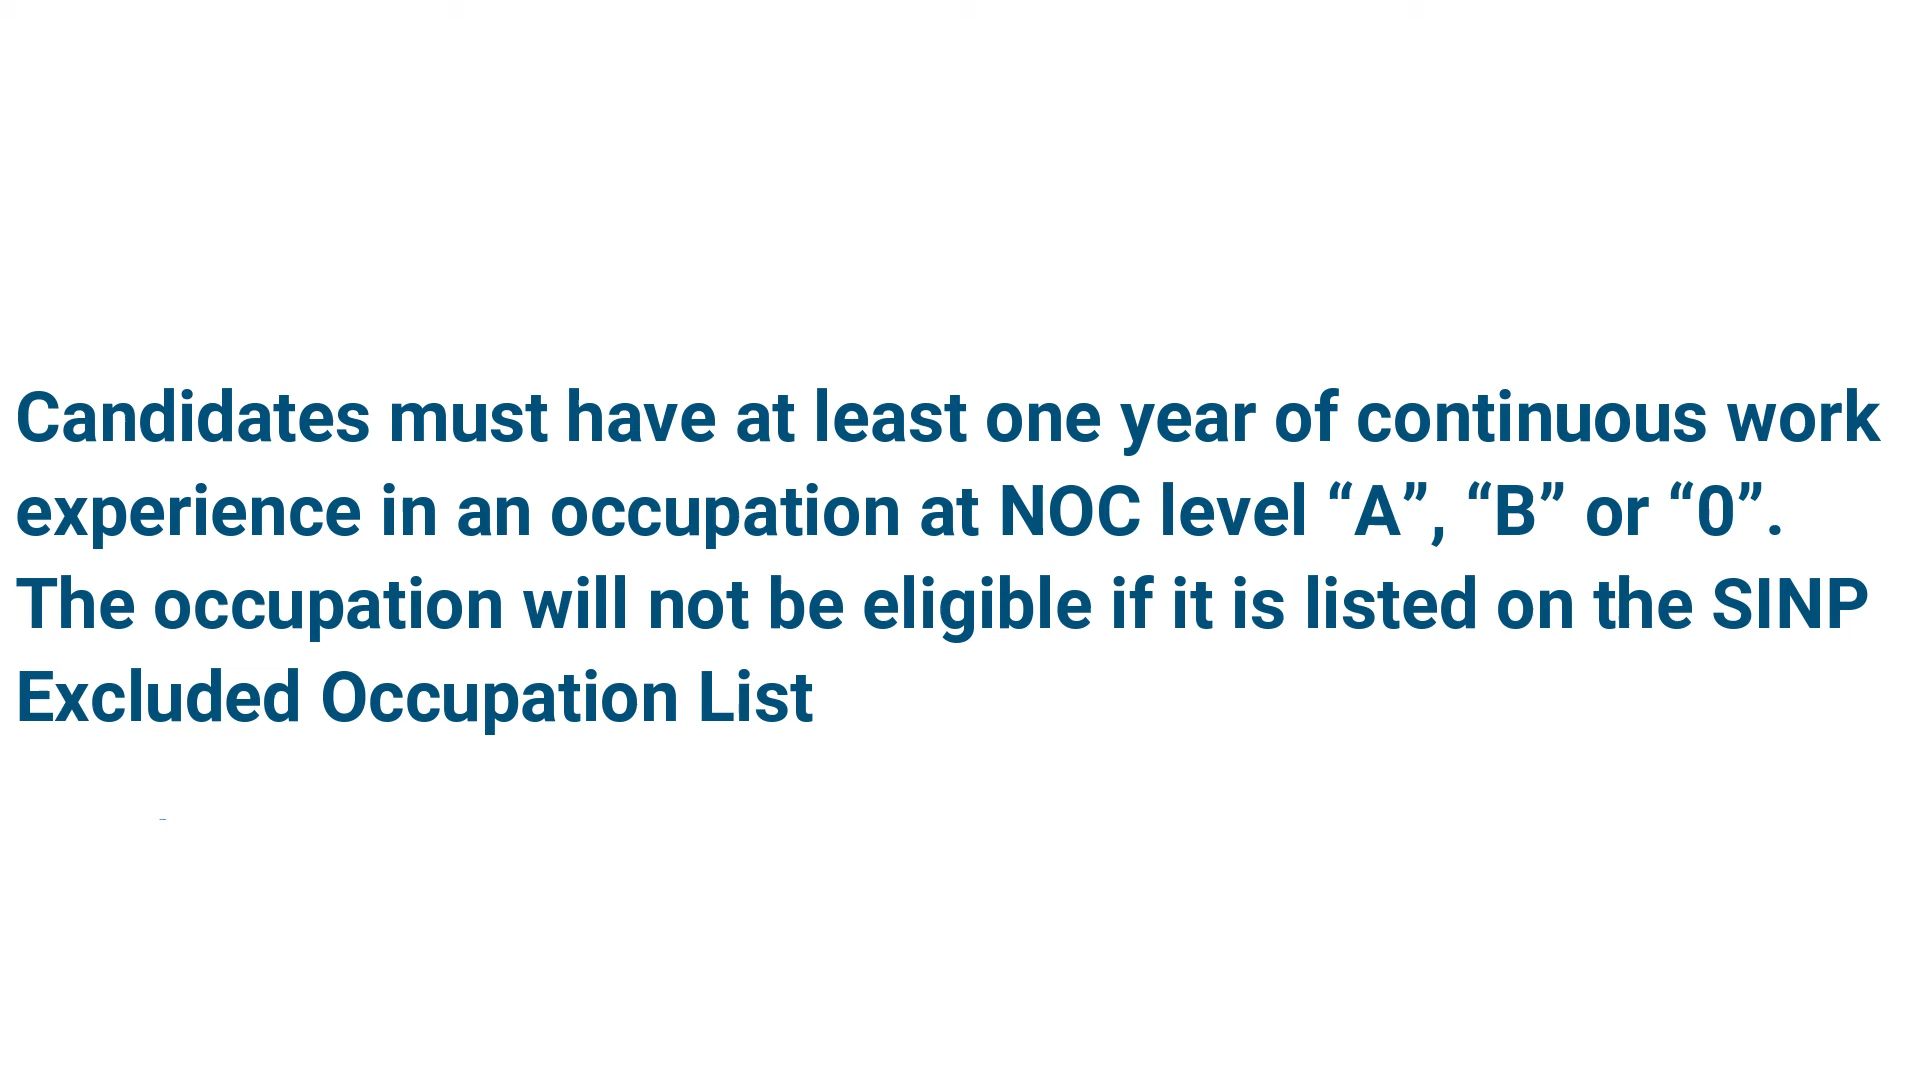 Candidates must have at least one year of continuous work
experience in an occupation at NOC level “A”, “B” or “0”.
The occupation will not be eligible if it is listed on the SINP
Excluded Occupation List